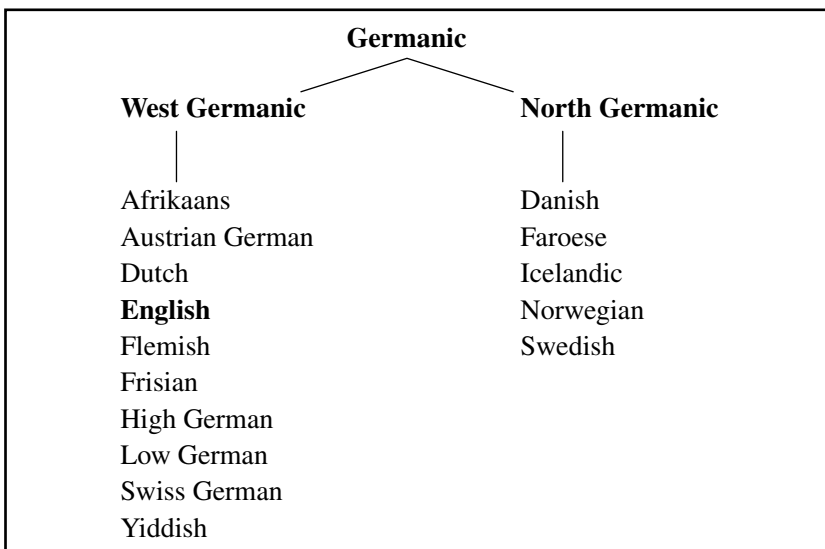 Germanic
West Germanic
Afrikaans
Austrian German
Dutch
English
Flemish
Frisian
High German
Low German
Swiss German
Yiddish
North Germanic
Danish
Faroese
Icelandic
Norwegian
Swedish